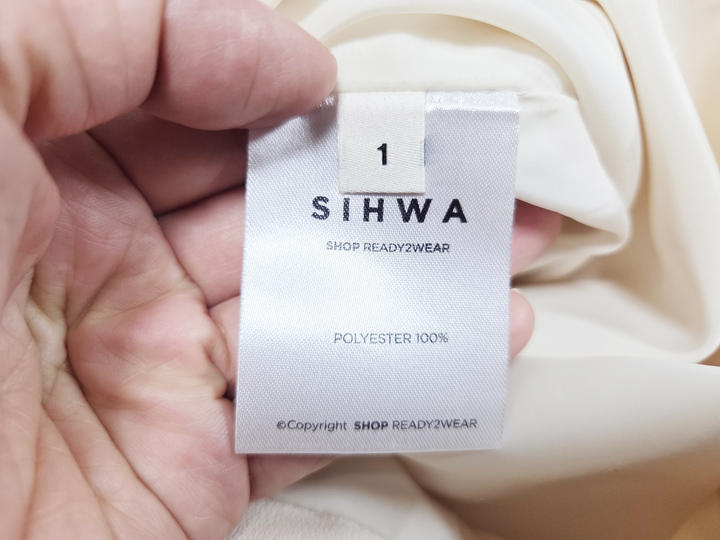 1
SIHWA
SHOP READY2WEAR
POLYESTER 100%
©Copyright SHOP READY2WEAR